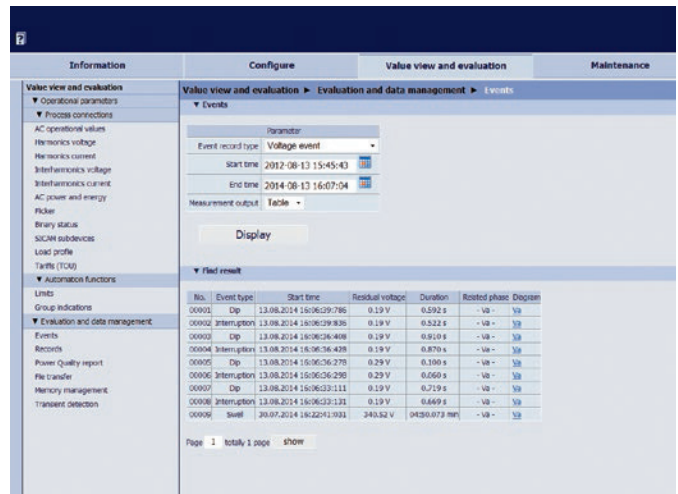 ?
Information Configure Value view and evaluation Maintenance
Value view and evaluation
▼ Operational parameters
▼ Process connections
AC operational values
Harmonics voltage
Harmonics current
Interharmonics voltage
Interharmonics current
AC power and energy
Flicker
Binary status
SICAM subdevices
Load profile
Tariffs (TOU)
▼ Automation functions
Limits
Group indications
▼ Evaluation and data management
Events
Records
Power Quality report
File transfer
Memory management
Transient detection
Value view and evaluation ► Evaluation and data management ► Events
▼ Events
Parameter
Event record type Voltage event
Start time 2012-08-13 15:45:43
End time 2014-08-13 16:07:04
Measurement output Table
Display
▼ Find result
No. Event type Start time Residual voltage Duration Related phase Diagram
00001 Dip 13.08.2014 16:06:39:786 0.19 V 0.592 s - Va - Va
00002 Interruption 13.08.2014 16:06:39:836 0.19 V 0.522 s - Va - Va
00003 Dip 13.08.2014 16:06:36:408 0.19 V 0.910 s - Va - Va
00004 Interruption 13.08.2014 16:06:36:428 0.19 V 0.870 s - Va - Va
00005 Dip 13.08.2014 16:06:36:278 0.29 V 0.100 s - Va - Va
00006 Interruption 13.08.2014 16:06:36:298 0.29 V 0.060 s - Va - Va
00007 Dip 13.08.2014 16:06:33:111 0.19 V 0.719 s - Va - Va
00008 Interruption 13.08.2014 16:06:33:131 0.19 V 0.669 s - Va - Va
00009 Swell 30.07.2014 16:22:41:031 340.52 V 04:50.073 min - Va - Va
Page 1 totally 1 page show